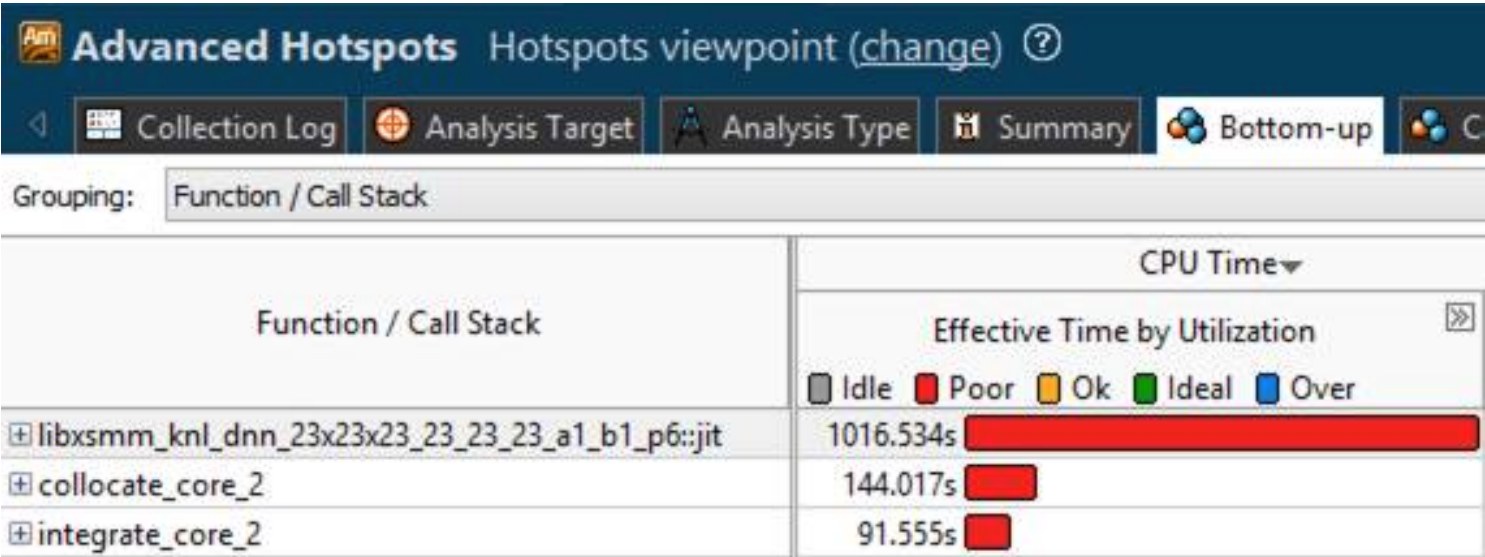 Am Advanced Hotspots Hotspots viewpoint (change) ?
Collection Log Analysis Target Analysis Type Summary Bottom-up C
Grouping: Function / Call Stack
CPU Time
Function / Call Stack
Effective Time by Utilization
Idle Poor Ok Ideal Over
libxsmm_knl_dnn_23x23x23_23_23_23_a1_b1_p6::jit 1016.534s
collocate_core_2 144.017s
integrate_core_2 91.555s